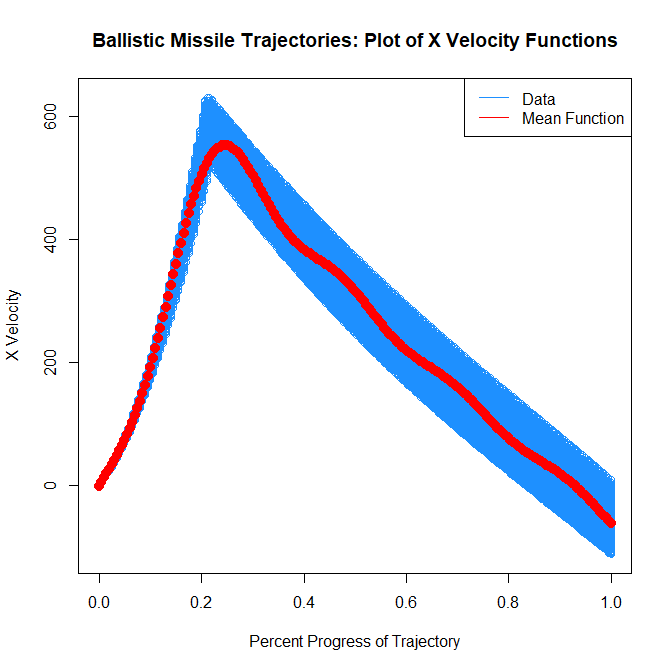 Ballistic Missile Trajectories: Plot of X Velocity Functions
Data
Mean Function
600
400
200
0
X Velocity
0.0 0.2 0.4 0.6 0.8 1.0
Percent Progress of Trajectory